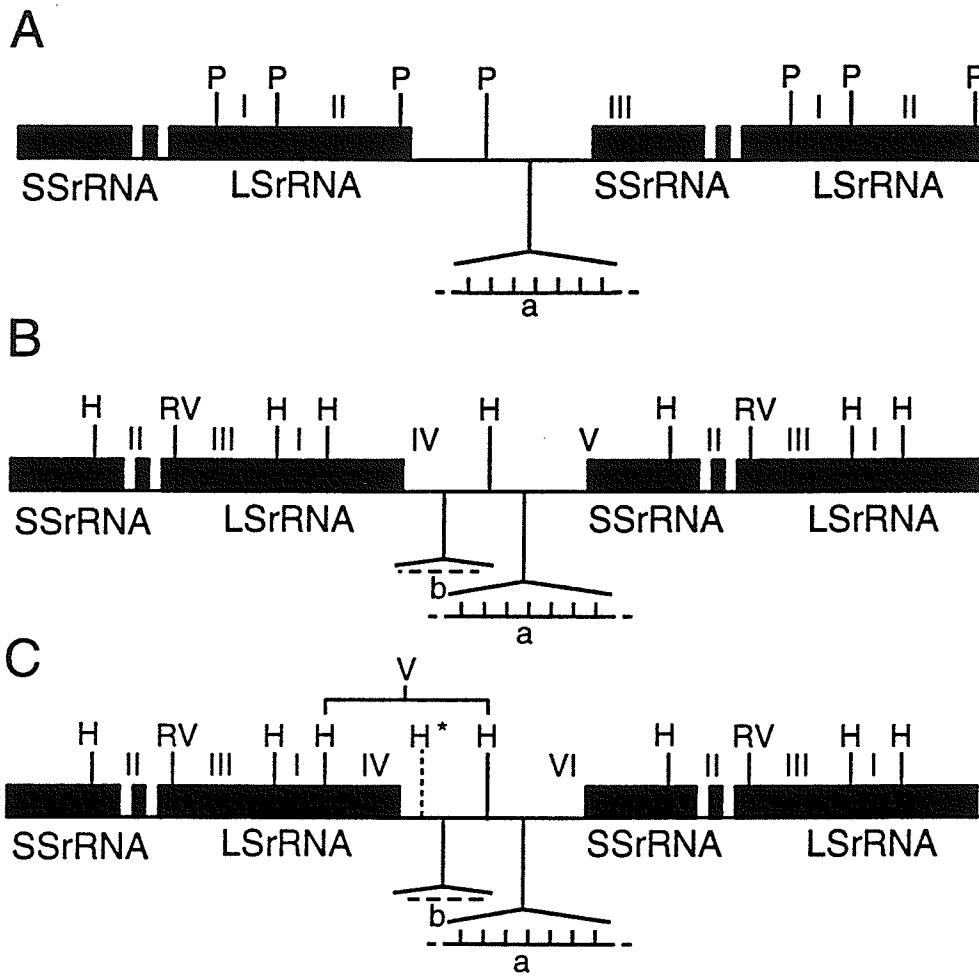 A
P P P P P P P
I II III I II
SSrRNA LSrRNA SSrRNA LSrRNA
a
B
H RV H H H H RV H H
II III I IV V II III I
SSrRNA LSrRNA SSrRNA LSrRNA
b
a
C
V
H RV H H H* H H RV H H
II III I IV VI II III I
SSrRNA LSrRNA SSrRNA LSrRNA
b
a